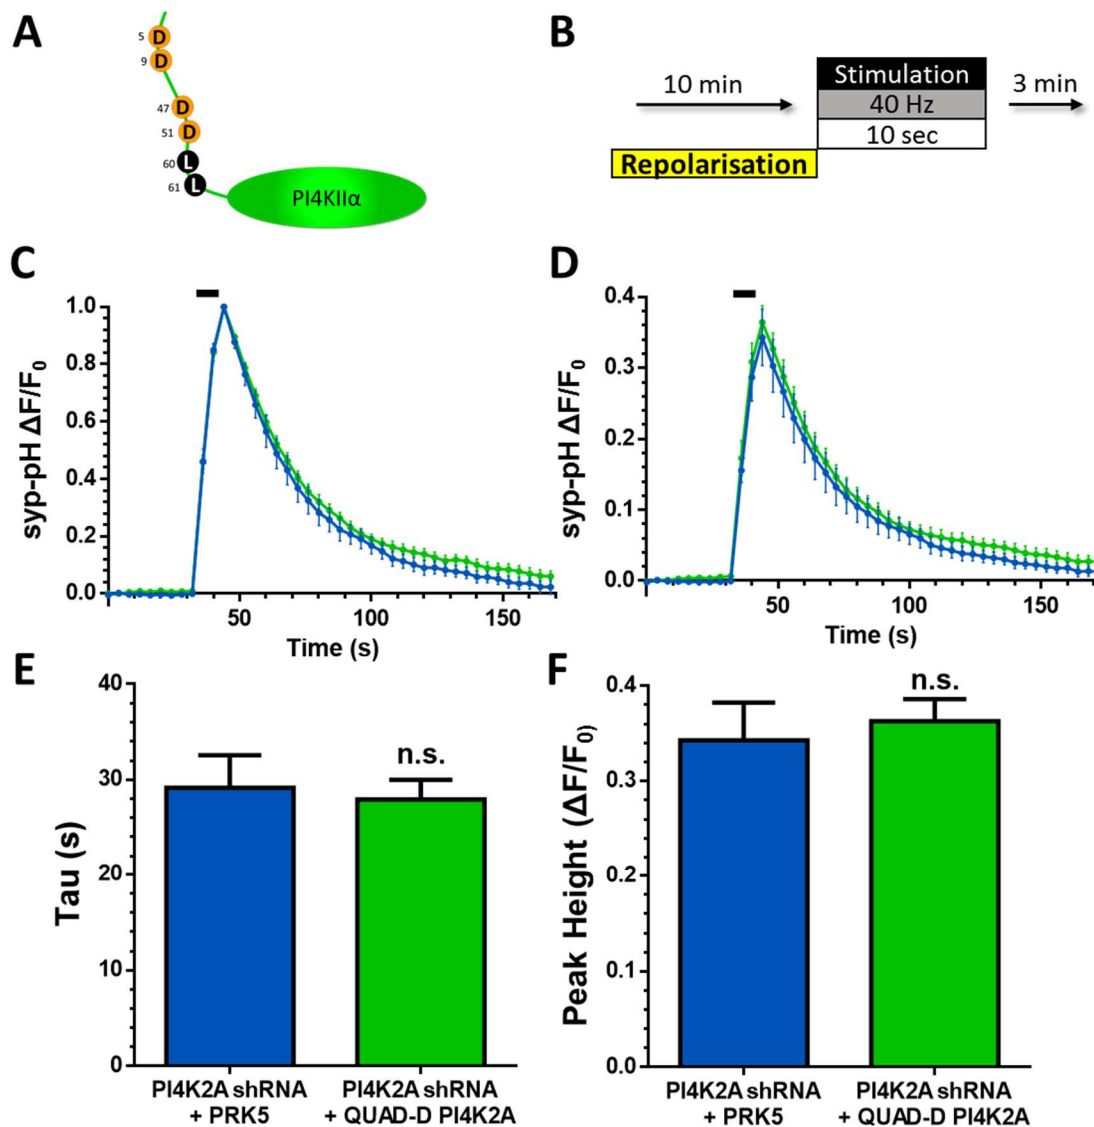 A
5 D
9 D
47 D
51 D
60 L
61 L
PI4KIIα
B
10 min
Stimulation
40 Hz
10 sec
3 min
Repolarisation
C
syp-pH ΔF/F0
1.0
0.8
0.6
0.4
0.2
0.0
50
100
150
Time (s)
D
syp-pH ΔF/F0
0.4
0.3
0.2
0.1
0.0
50
100
150
Time (s)
E
Tau (s)
40
30
20
10
0
n.s.
PI4K2A shRNA
+ PRK5
PI4K2A shRNA
+ QUAD-D PI4K2A
F
Peak Height (ΔF/F0)
0.4
0.3
0.2
0.1
0.0
n.s.
PI4K2A shRNA
+ PRK5
PI4K2A shRNA
+ QUAD-D PI4K2A